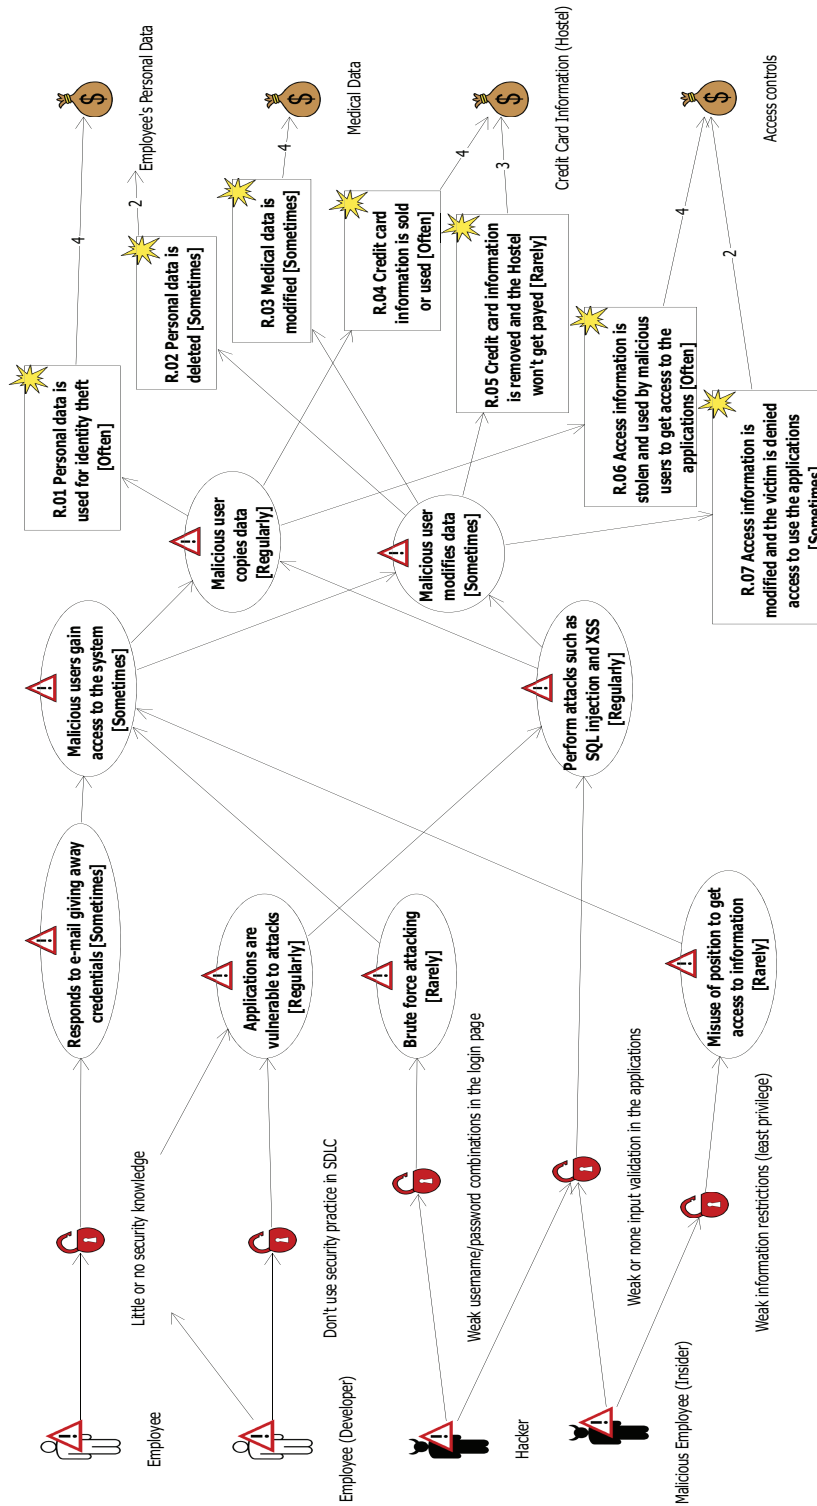 Employee
Employee (Developer)
Hacker
Malicious Employee (Insider)
Little or no security knowledge
Don't use security practice in SDLC
Weak username/password combinations in the login page
Weak or none input validation in the applications
Weak information restrictions (least privilege)
Responds to e-mail giving away
credentials [Sometimes]
Applications are
vulnerable to attacks
[Regularly]
Brute force attacking
[Rarely]
Misuse of position to get
access to information
[Rarely]
Malicious users gain
access to the system
[Sometimes]
Perform attacks such as
SQL injection and XSS
[Regularly]
Malicious user
copies data
[Regularly]
Malicious user
modifies data
[Sometimes]
R.01 Personal data is
used for identity theft
[Often]
R.02 Personal data is
deleted [Sometimes]
R.03 Medical data is
modified [Sometimes]
R.04 Credit card
information is sold
or used [Often]
R.05 Credit card information
is removed and the Hostel
won't get payed [Rarely]
R.06 Access information is
stolen and used by malicious
users to get access to the
applications [Often]
R.07 Access information is
modified and the victim is denied
access to use the applications
[Sometimes]
4
2
4
4
3
4
2
$
Employee's Personal Data
$
Medical Data
$
Credit Card Information (Hostel)
$
Access controls